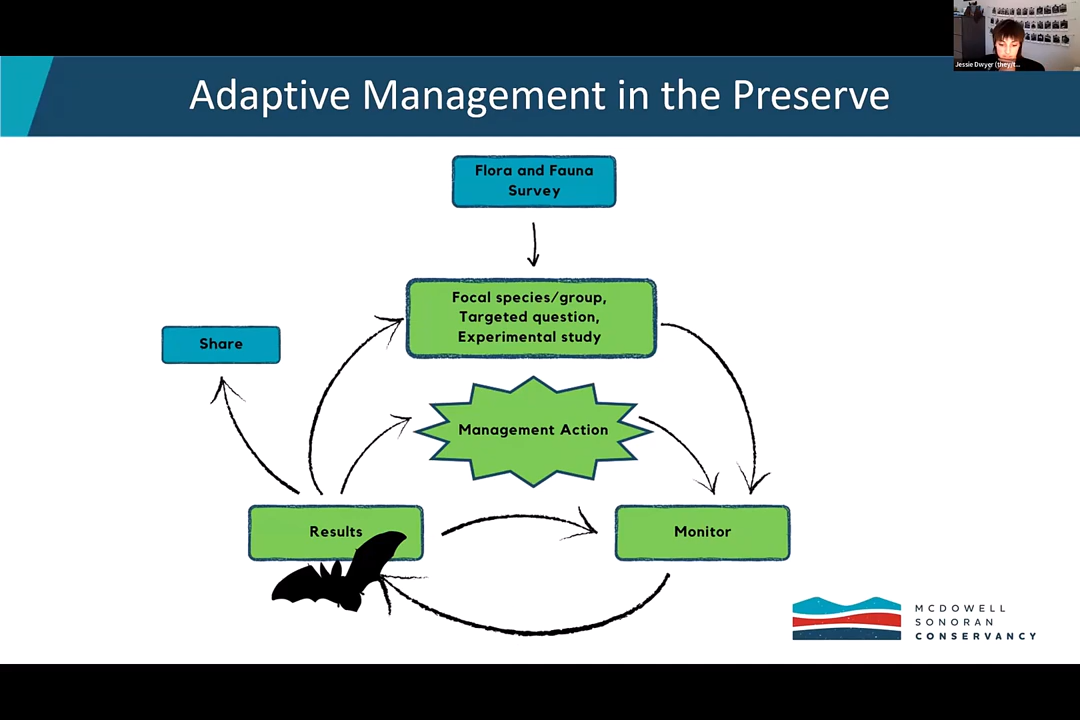 Jessie Dwyer (they/t...
Adaptive Management in the Preserve
Flora and Fauna
Survey
Focal species/group,
Targeted question,
Experimental study
Share
Management Action
Results
Monitor
MCDOWELL
SONORAN
CONSERVANCY